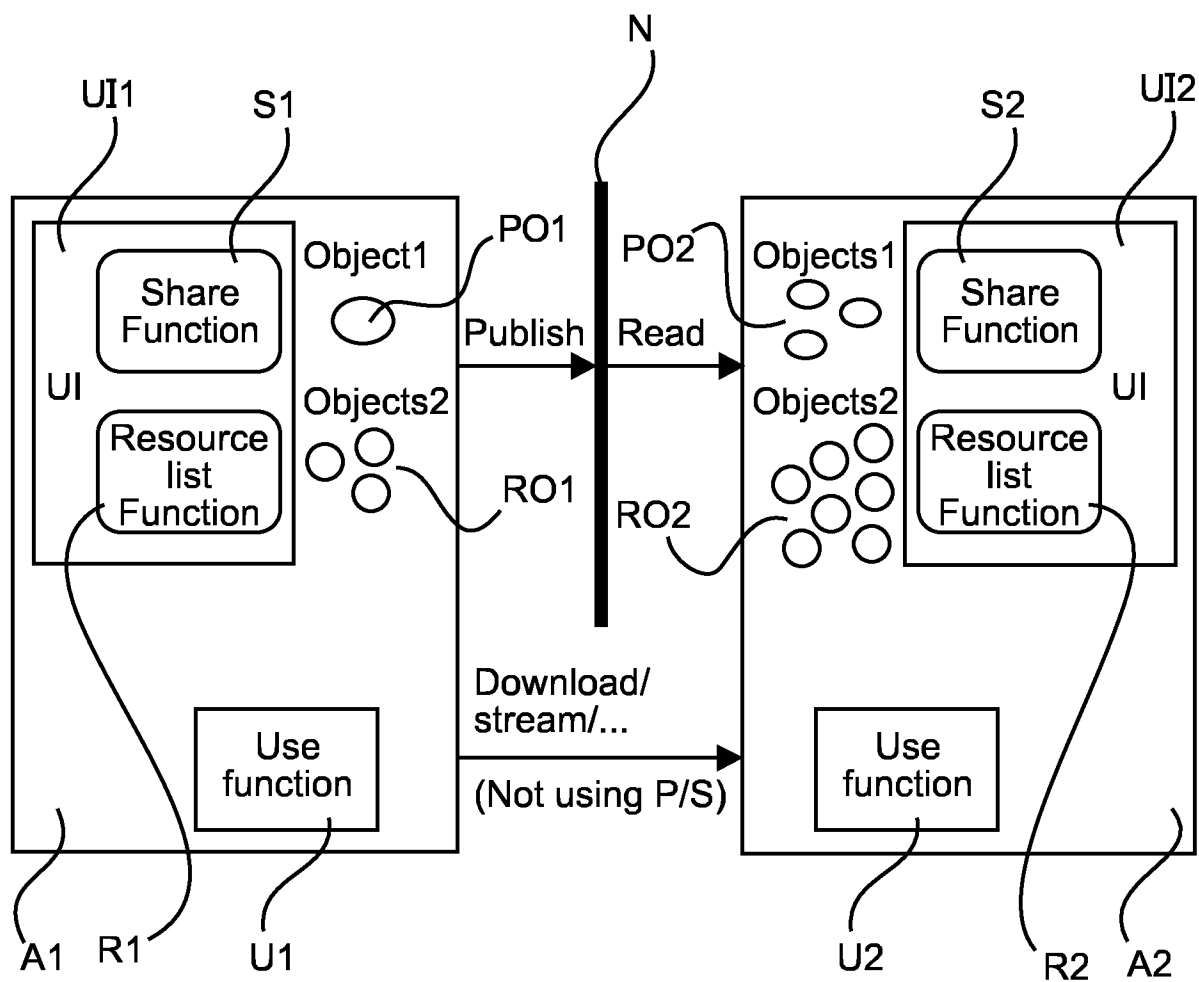 N
UI1
S1
S2
UI2
PO1
PO2
Object1
Objects1
Share
Function
Share
Function
Publish
Read
UI
UI
Objects2
Objects2
Resource
list
Function
Resource
list
Function
RO1
RO2
Download/
stream/...
(Not using P/S)
Use
function
Use
function
A1
R1
U1
U2
R2
A2